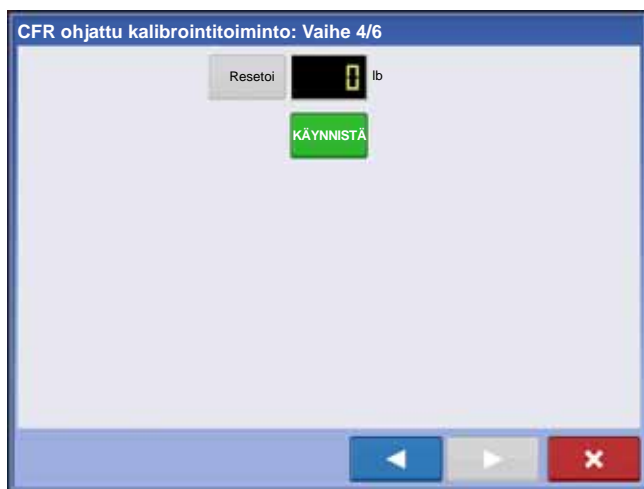 CFR ohjattu kalibrointitoiminto: Vaihe 4/6
Resetoi 0 lb
KÄYNNISTÄ